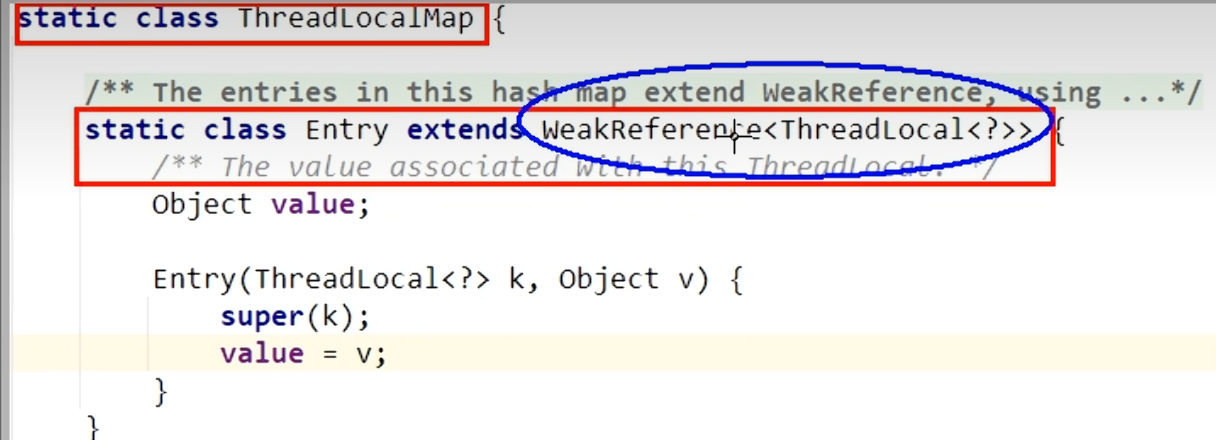 static class ThreadLocalMap {
/** The entries in this hash map extend WeakReference, using ...*/
static class Entry extends WeakReference<ThreadLocal<?>> {
/** The value associated with this ThreadLocal. */
Object value;
Entry(ThreadLocal<?> k, Object v) {
super(k);
value = v;
}
}